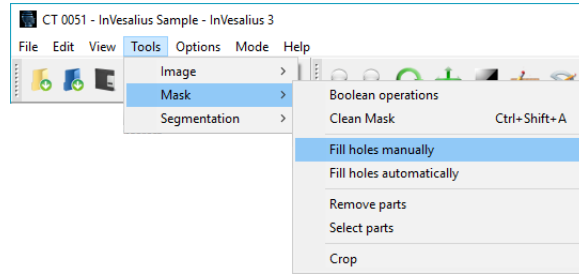 CT 0051 - InVesalius Sample - InVesalius 3
File Edit View Tools Options Mode Help
Image
Mask
Segmentation
Boolean operations
Clean Mask Ctrl+Shift+A
Fill holes manually
Fill holes automatically
Remove parts
Select parts
Crop